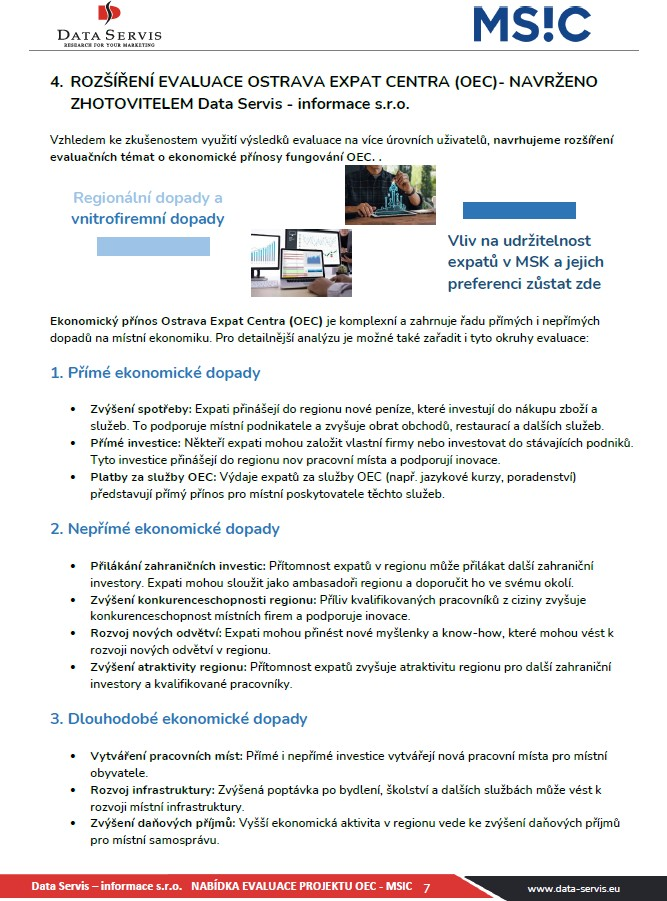 DATA SERVIS
RESEARCH FOR YOUR MARKETING
MS!C
4. ROZŠÍŘENÍ EVALUACE OSTRAVA EXPAT CENTRA (OEC)- NAVRŽENO
ZHOTOVITELEM Data Servis - informace s.r.o.
Vzhledem ke zkušenostem využití výsledků evaluace na více úrovních uživatelů, navrhujeme rozšíření
evaluačních témat o ekonomické přínosy fungování OEC. .
Regionální dopady a
vnitrofiremní dopady
Vliv na udržitelnost
expatů v MSK a jejich
preferenci zůstat zde
Ekonomický přínos Ostrava Expat Centra (OEC) je komplexní a zahrnuje řadu přímých i nepřímých
dopadů na místní ekonomiku. Pro detailnější analýzu je možné také zařadit i tyto okruhy evaluace:
1. Přímé ekonomické dopady
• Zvýšení spotřeby: Expati přinášejí do regionu nové peníze, které investují do nákupu zboží a
služeb. To podporuje místní podnikatele a zvyšuje obrat obchodů, restaurací a dalších služeb.
• Přímé investice: Někteří expati mohou založit vlastní firmy nebo investovat do stávajících podniků.
Tyto investice přinášejí do regionu nov pracovní místa a podporují inovace.
• Platby za služby OEC: Výdaje expatů za služby OEC (např. jazykové kurzy, poradenství)
představují přímý přínos pro místní poskytovatele těchto služeb.
2. Nepřímé ekonomické dopady
• Přilákání zahraničních investic: Přítomnost expatů v regionu může přilákat další zahraniční
investory. Expati mohou sloužit jako ambasadoři regionu a doporučit ho ve svému okolí.
• Zvýšení konkurenceschopnosti regionu: Příliv kvalifikovaných pracovníků z ciziny zvyšuje
konkurenceschopnost místních firem a podporuje inovace.
• Rozvoj nových odvětví: Expati mohou přinést nové myšlenky a know-how, které mohou vést k
rozvoji nových odvětví v regionu.
• Zvýšení atraktivity regionu: Přítomnost expatů zvyšuje atraktivitu regionu pro další zahraniční
investory a kvalifikované pracovníky.
3. Dlouhodobé ekonomické dopady
• Vytváření pracovních míst: Přímé i nepřímé investice vytvářejí nová pracovní místa pro místní
obyvatele.
• Rozvoj infrastruktury: Zvýšená poptávka po bydlení, školství a dalších službách může vést k
rozvoji místní infrastruktury.
• Zvýšení daňových příjmů: Vyšší ekonomická aktivita v regionu vede ke zvýšení daňových příjmů
pro místní samosprávu.
Data Servis – informace s.r.o. NABÍDKA EVALUACE PROJEKTU OEC - MSIC 7
www.data-servis.eu